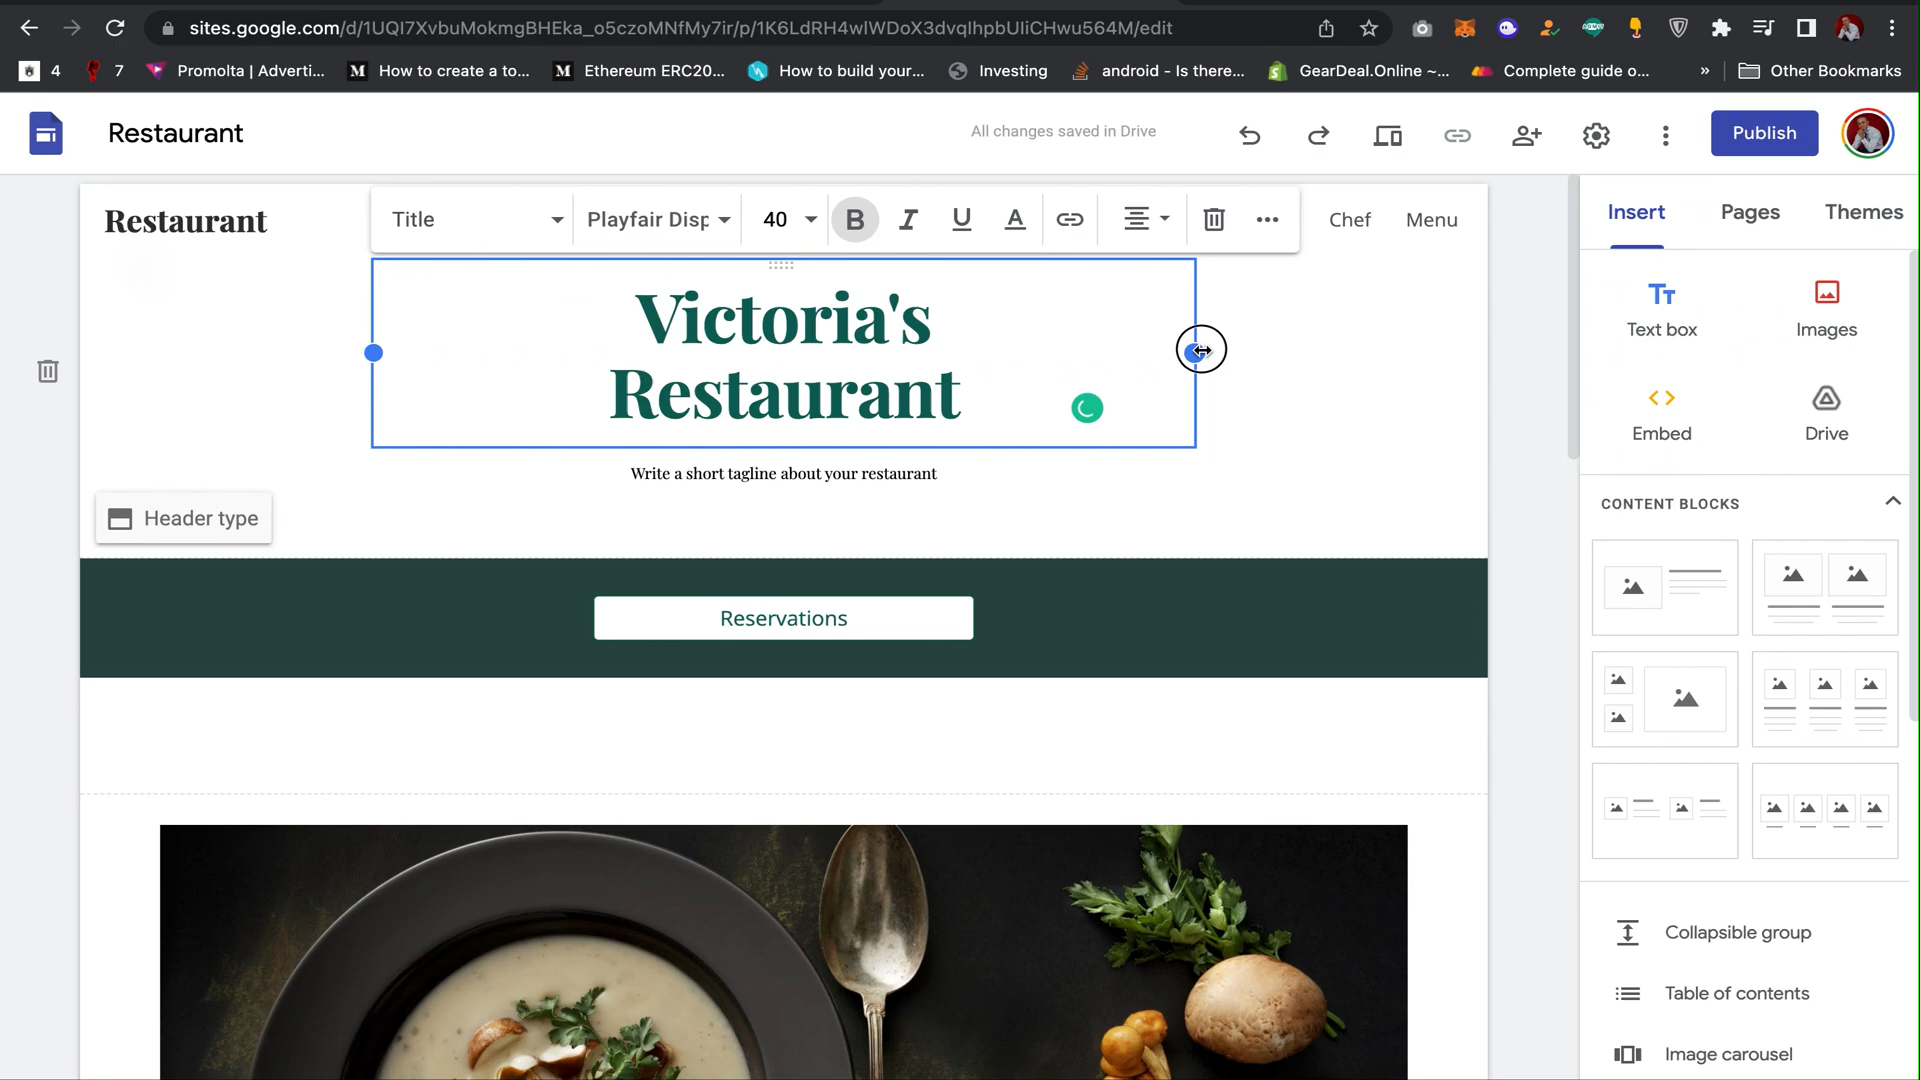 sites.google.com/d/1UQI7XvbuMokmgBHEka_o5czoMNfMy7ir/p/1K6LdRH4wlWDoX3dvqIhpbUIiCHwu564M/edit
4
7
Promolta | Adverti...
How to create a to...
Ethereum ERC20...
How to build your...
Investing
android - Is there...
GearDeal.Online ~...
Complete guide o...
»
Other Bookmarks
Restaurant
All changes saved in Drive
Publish
Restaurant
Title
Playfair Disp
40
B
I
U
A
Chef
Menu
Insert
Pages
Themes
Victoria's
Restaurant
Write a short tagline about your restaurant
Header type
Reservations
Tt
Text box
Images
Embed
Drive
CONTENT BLOCKS
Collapsible group
Table of contents
Image carousel